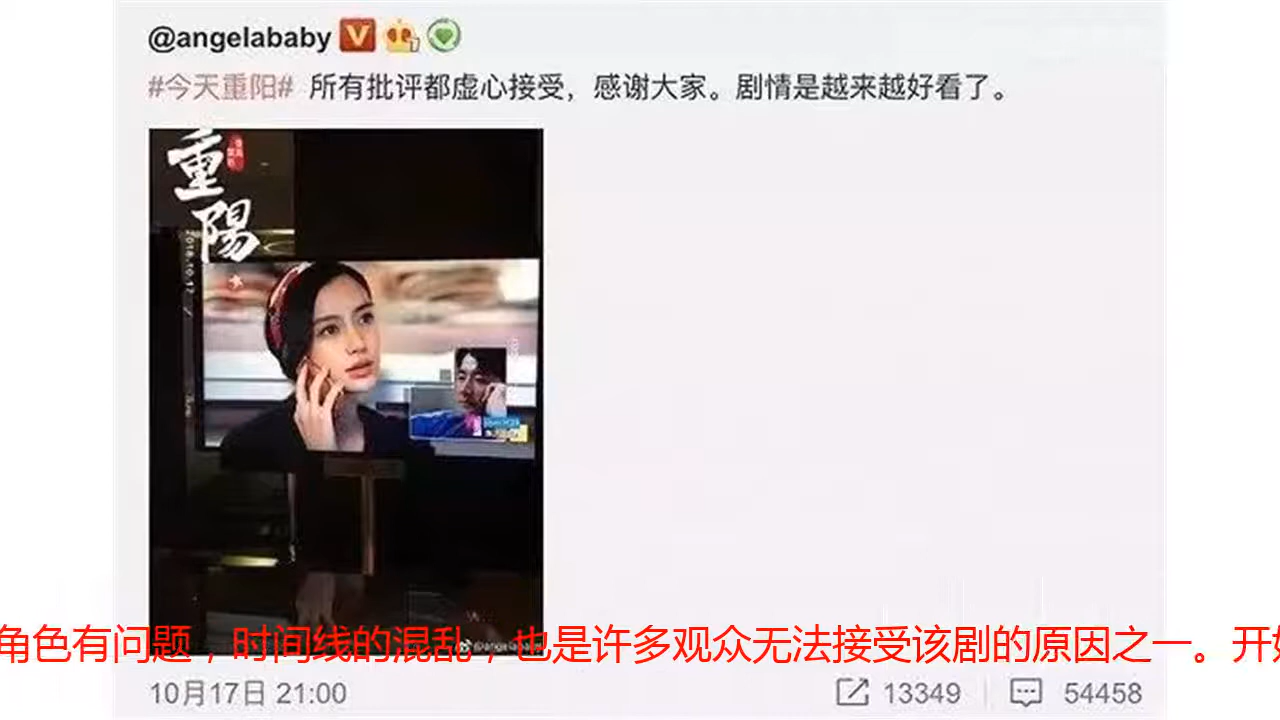 @angelababy
#今天重阳# 所有批评都虚心接受，感谢大家。剧情是越来越好看了。
重
陽
2018.10.17
角色有问题，时间线的混乱，也是许多观众无法接受该剧的原因之一。开
10月17日 21:00
13349
54458